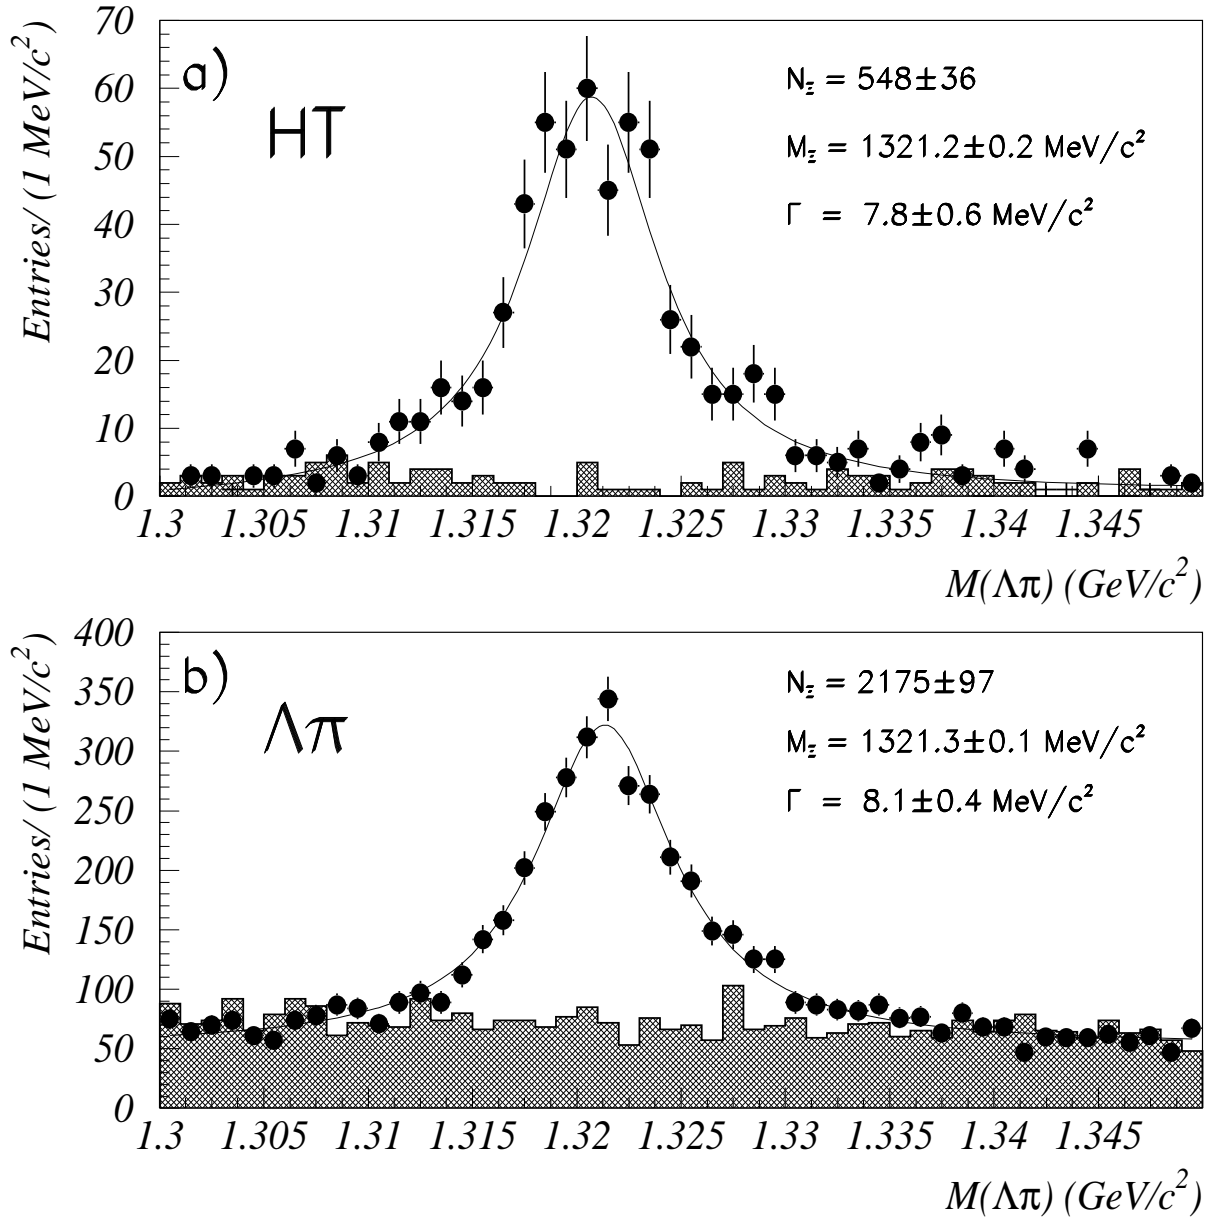 Entries/ (1 MeV/c²)
a)
HT
N_Ξ = 548±36
M_Ξ = 1321.2±0.2 MeV/c²
Γ = 7.8±0.6 MeV/c²
70
60
50
40
30
20
10
0
1.3 1.305 1.31 1.315 1.32 1.325 1.33 1.335 1.34 1.345
M(Λπ) (GeV/c²)
Entries/ (1 MeV/c²)
b)
Λπ
N_Ξ = 2175±97
M_Ξ = 1321.3±0.1 MeV/c²
Γ = 8.1±0.4 MeV/c²
400
350
300
250
200
150
100
50
0
1.3 1.305 1.31 1.315 1.32 1.325 1.33 1.335 1.34 1.345
M(Λπ) (GeV/c²)